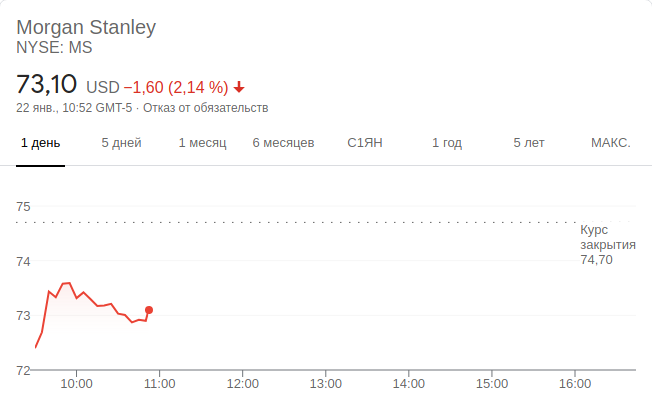 Morgan Stanley
NYSE: MS
73,10 USD −1,60 (2,14 %)
22 янв., 10:52 GMT-5 · Отказ от обязательств
1 день 5 дней 1 месяц 6 месяцев С1ЯН 1 год 5 лет МАКС.
75
Курс
закрытия
74,70
74
73
72
10:00 11:00 12:00 13:00 14:00 15:00 16:00